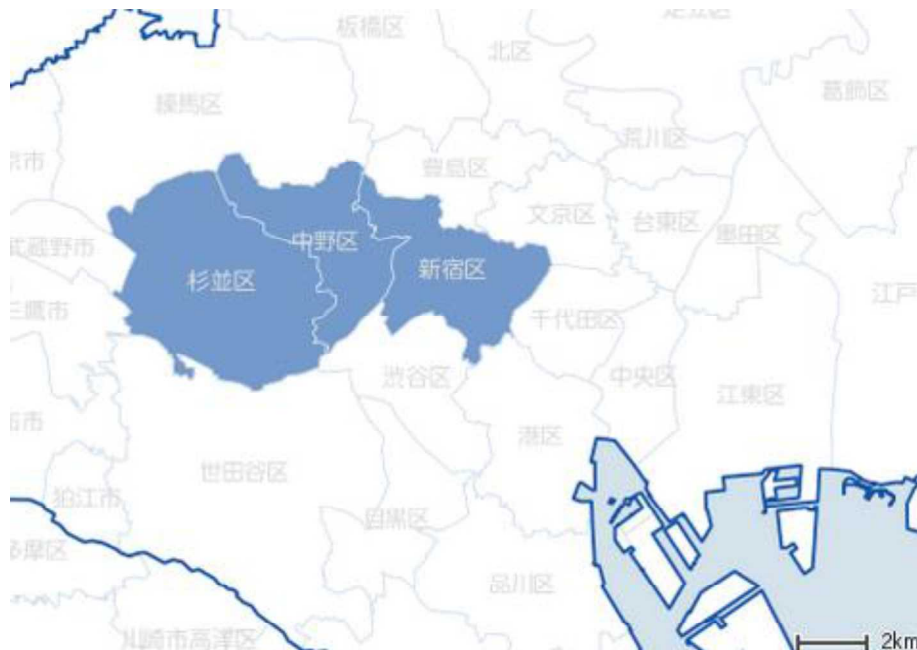 板橋区
北区
葛飾区
練馬区
荒川区
豊島区
文京区
台東区
墨田区
中野区
武蔵野市
新宿区
杉並区
江戸
三鷹市
千代田区
渋谷区
中央区
江東区
港区
世田谷区
狛江市
目黒区
品川区
川崎市高津区
2km